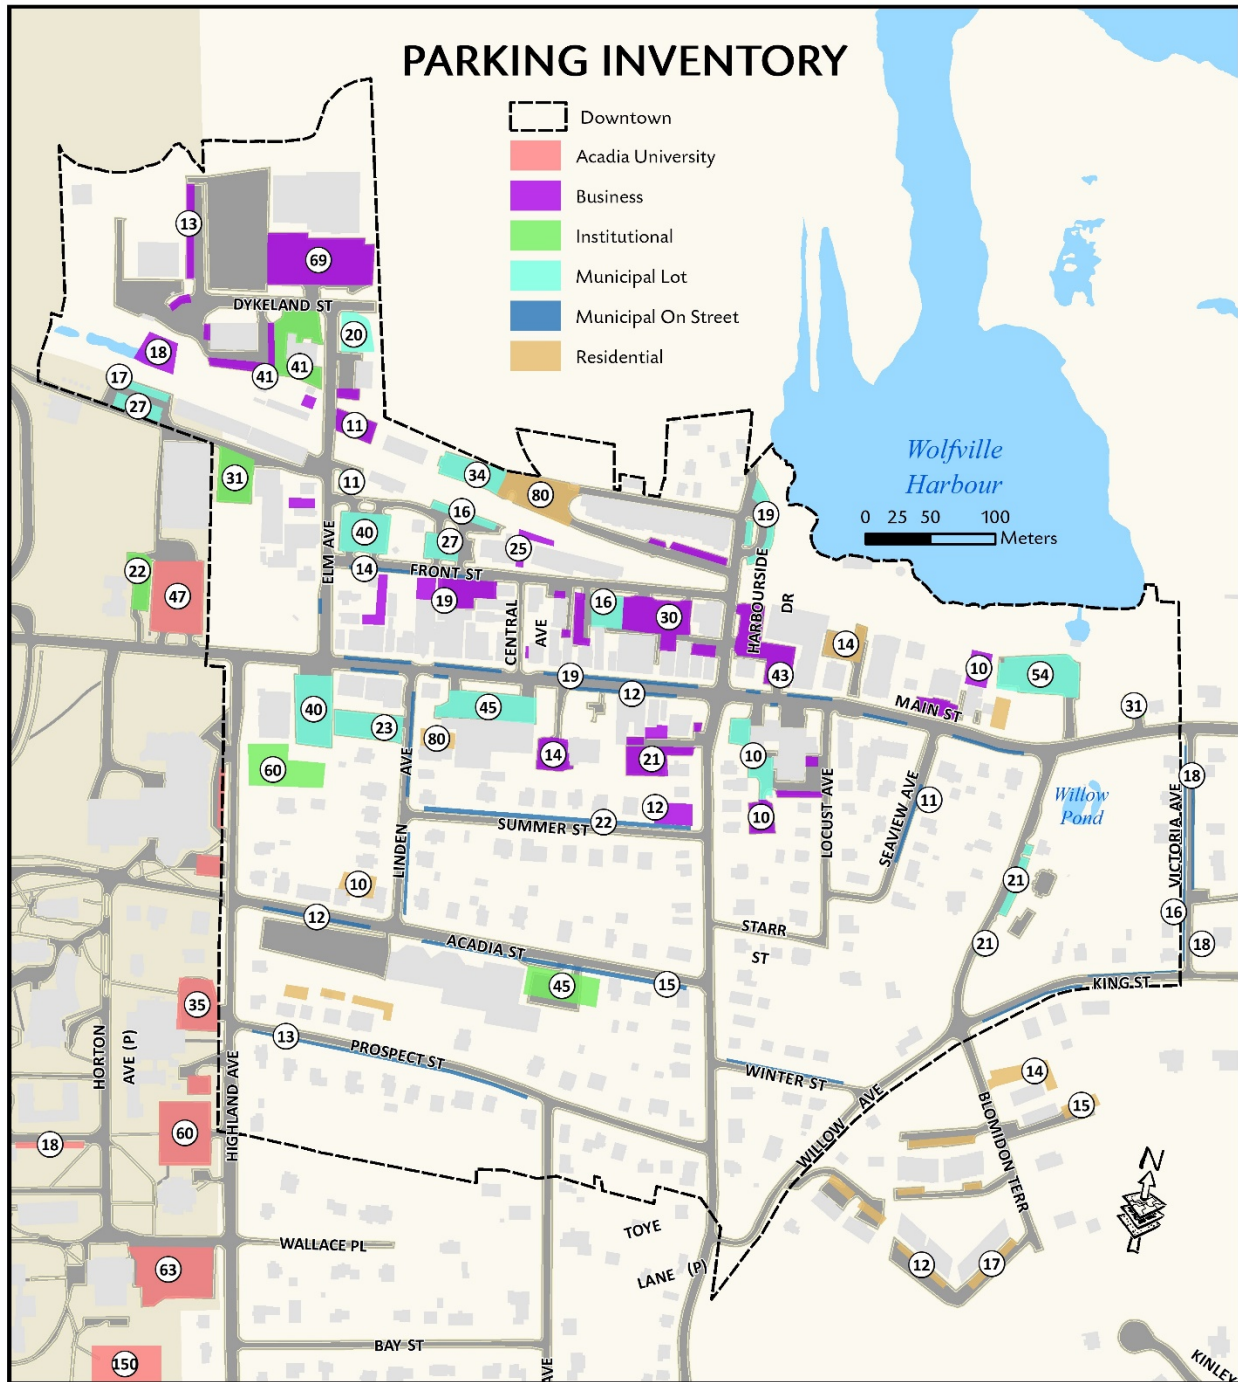 PARKING INVENTORY
Downtown
Acadia University
Business
Institutional
Municipal Lot
Municipal On Street
Residential
13
69
DYKELAND ST
20
18
41
41
17
27
11
Wolfville
Harbour
0 25 50 100
Meters
31
11
34
80
16
19
40
27
25
ELM AVE
14
FRONT ST
22
47
19
16
30
CENTRAL
AVE
HARBOURSIDE
DR
14
10
54
19
12
43
MAIN ST
31
40
45
23
80
14
21
10
60
LINDEN
AVE
12
22
SUMMER ST
10
LOCUST AVE
SEAVIEW AVE
11
Willow
Pond
18
VICTORIA AVE
10
12
21
16
ACADIA ST
STARR
ST
21
18
45
15
KING ST
35
HORTON
AVE (P)
HIGHLAND AVE
13
PROSPECT ST
WINTER ST
WILLOW AVE
BLOMIDON TERR
14
15
60
18
N
WALLACE PL
TOYE
LANE (P)
63
12
17
BAY ST
AVE
150
KINLEY